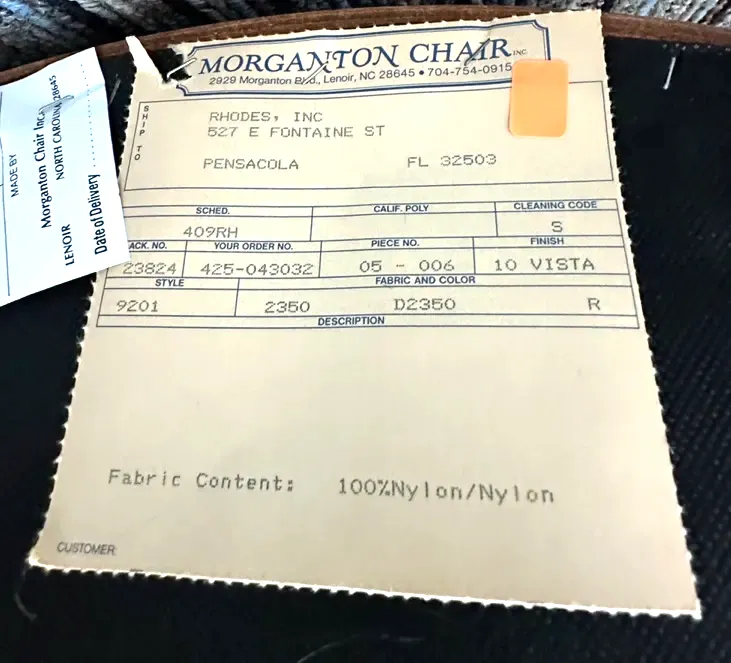 MORGANTON CHAIR INC
2929 Morganton Blvd., Lenoir, NC 28645 • 704-754-0915
SHIP TO
RHODES, INC
527 E FONTAINE ST
PENSACOLA FL 32503
SCHED. CALIF. POLY CLEANING CODE
409RH S
ACK. NO. YOUR ORDER NO. PIECE NO. FINISH
23824 425-043032 05 - 006 10 VISTA
STYLE FABRIC AND COLOR
9201 2350 D2350 R
DESCRIPTION
Fabric Content: 100%Nylon/Nylon
CUSTOMER
MADE BY
Morganton Chair Inc.
LENOIR NORTH CAROLINA 28645
Date of Delivery